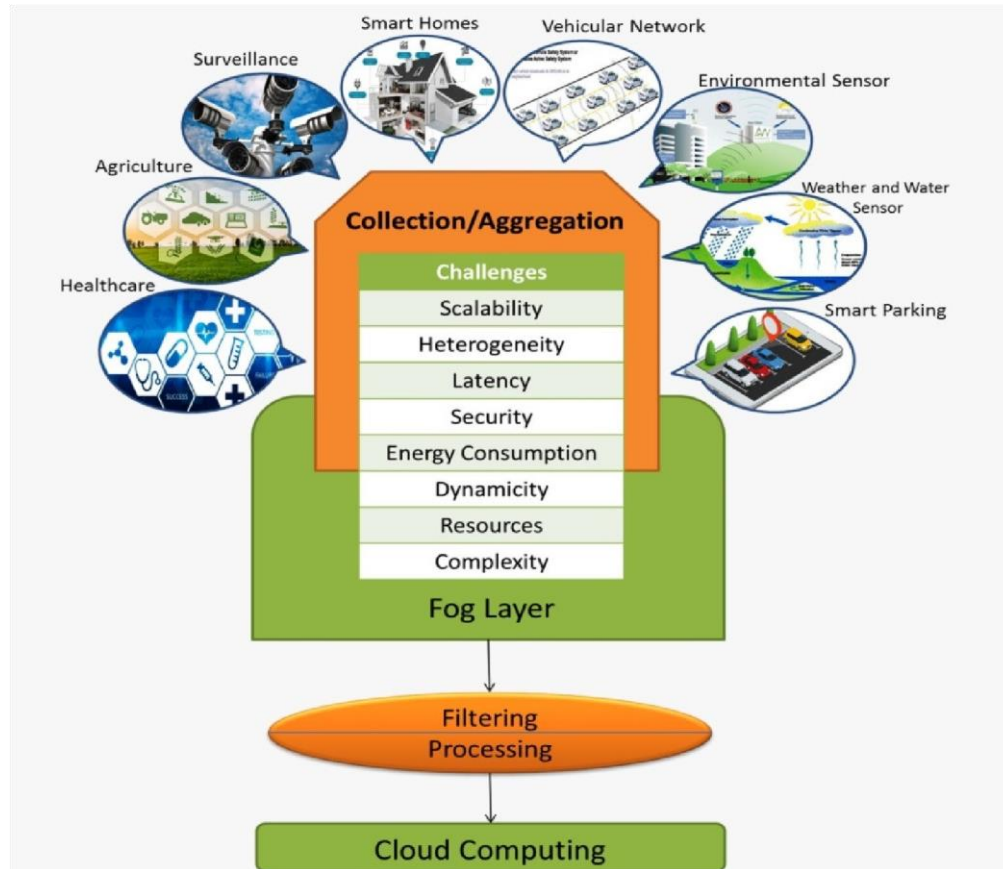 Smart Homes
Vehicular Network
Surveillance
Environmental Sensor
Agriculture
Weather and Water
Sensor
Healthcare
Smart Parking
SUCCESS
Collection/Aggregation
Challenges
Scalability
Heterogeneity
Latency
Security
Energy Consumption
Dynamicity
Resources
Complexity
Fog Layer
Filtering
Processing
Cloud Computing